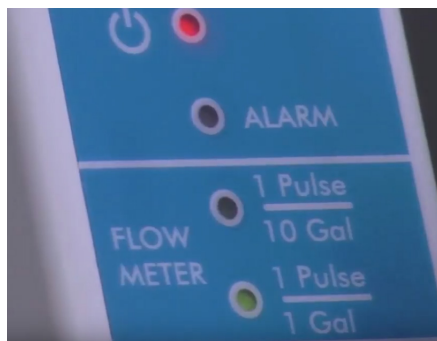 ALARM
1 Pulse
10 Gal
FLOW
METER
1 Pulse
1 Gal